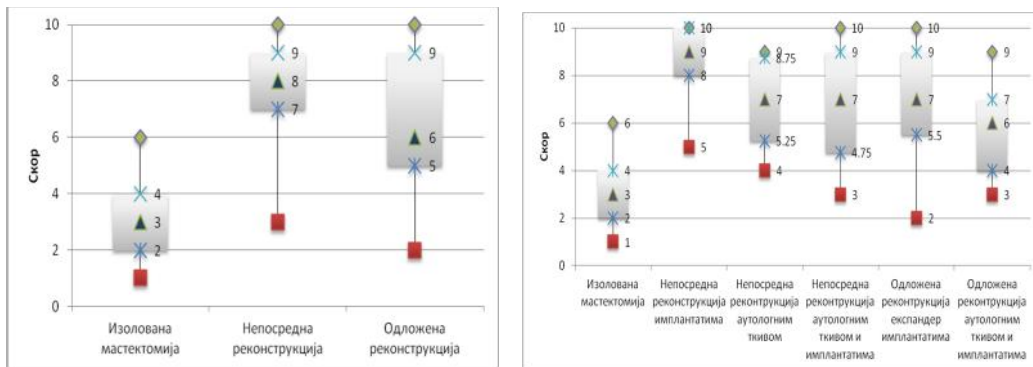 10
8
6
4
2
0
Скор
9
8
7
4
3
2
9
6
5
Изолована
мастектомија
Непосредна
реконструкција
Одложена
реконструкција
10
8
6
4
2
0
Скор
6
4
3
2
1
10
9
8
5
9
8.75
7
5.25
4
10
9
7
4.75
3
10
9
7
5.5
2
9
7
6
4
3
Изолована
мастектомија
Непосредна
реконструкција
имплантатима
Непосредна
реконтрукција
аутологним
ткивом
Непосредна
реконтрукција
аутологним
ткивом и
имплантатима
Одложена
реконтрукција
експандер
имплантатима
Одложена
реконтрукција
аутологним
ткивом и
имплантатима